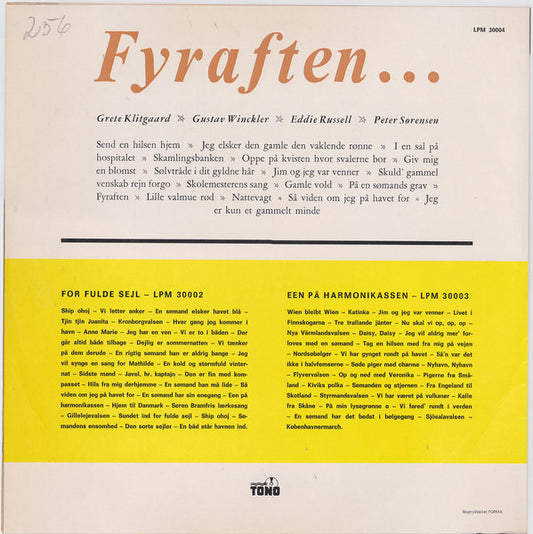 256
LPM 30004
Fyraften...
Grete Klitgaard * Gustav Winckler * Eddie Russell * Peter Sørensen
Send en hilsen hjem » Jeg elsker den gamle den vaklende rønne » I en sal på
hospitalet » Skamlingsbanken » Oppe på kvisten hvor svalerne bor » Giv mig
en blomst » Sølvtråde i dit gyldne hår » Jim og jeg var venner » Skuld' gammel
venskab rejn forgo » Skolemesterens sang » Gamle vold » På en sømands grav »
Fyraften » Lille valmue rød » Nattevagt » Så viden om jeg på havet for » Jeg
er kun et gammelt minde
FOR FULDE SEJL – LPM 30002
Ship ohoj – Vi letter anker – En sømand elsker havet blå –
Tjin tjin Juanita – Kronborgvalsen – Hver gang jeg kommer i
havn – Anne Marie – Jeg har en ven – Vi er to i båden – Der
går altid både tilbage – Dejlig er sommernatten – Vi tænker
på dem derude – En rigtig sømand han er aldrig bange – Jeg
vil synge en sang for Mathilde – En kold og stormfuld vinter-
nat – Sidste mand – Javel, hr. kaptajn – Den er fin med kom-
passet – Hils fra mig derhjemme – En sømand han må lide – Så
viden om jeg på havet for – En sømand har sin enegang – Een på
harmonikassen – Hjem til Danmark – Søren Bramfris lærkesang
– Gillelejevalsen – Sundet ind for fulde sejl – Ship ohoj – Sø-
mandens ensomhed – Den sorte sejler – En båd står havnen ind.
EEN PÅ HARMONIKASSEN – LPM 30003
Wien bleibt Wien – Katinka – Jim og jeg var venner – Livet i
Finnskogarna – Tre trallande jänter – Nu skal vi op, op, op –
Nya Värmlandsvalsen – Daisy, Daisy – Jeg vil aldrig mer' for-
loves med en sømand – Tag en hilsen med fra mig på vejen
– Nordsøbølger – Vi har gynget rundt på havet – Så'n var det
ikke i halvfemserne – Søde piger med charme – Nyhavn, Nyhavn
– Flyvervalsen – Op og ned med Veronika – Pigerne fra Små-
land – Kiviks polka – Sømanden og stjernen – Fra Engeland til
Skotland – Styrmandsvalsen – Vi har været på vulkaner – Kalle
fra Skåne – På min lysegrønne ø – Vi farød' rundt i verden
– En sømand har det bedst i bølgegang – Sjösalavalsen –
Københavnermarch.
TONO
Bogtrykkeriet FORMA